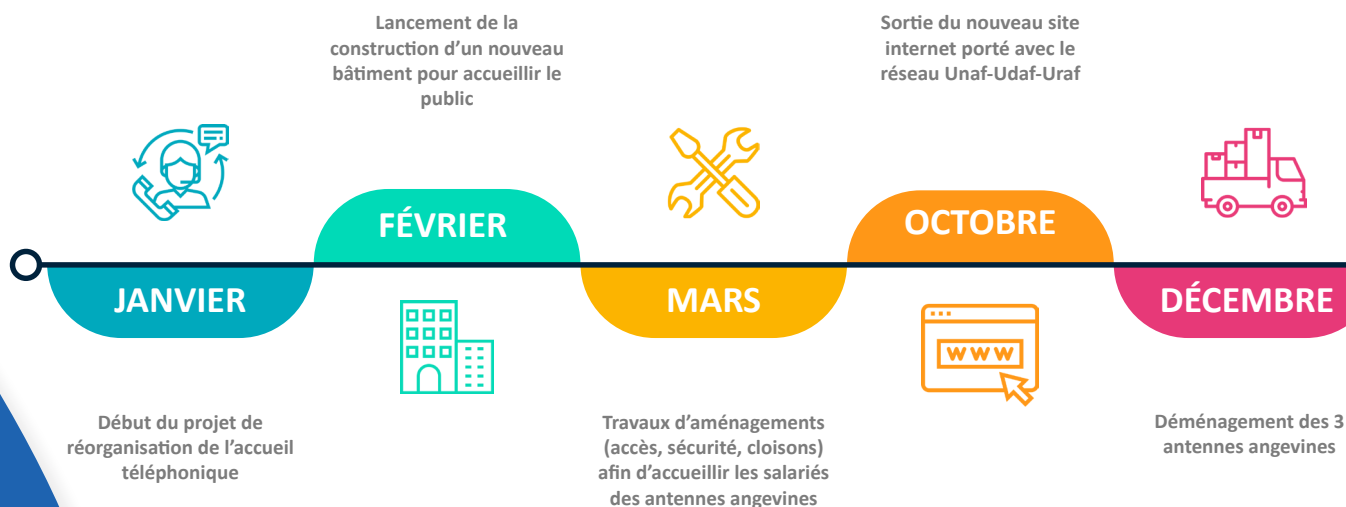 Lancement de la
construction d’un nouveau
bâtiment pour accueillir le
public
Sortie du nouveau site
internet porté avec le
réseau Unaf-Udaf-Uraf
FÉVRIER
OCTOBRE
JANVIER
MARS
DÉCEMBRE
WWW
Début du projet de
réorganisation de l’accueil
téléphonique
Travaux d’aménagements
(accès, sécurité, cloisons)
afin d’accueillir les salariés
des antennes angevines
Déménagement des 3
antennes angevines